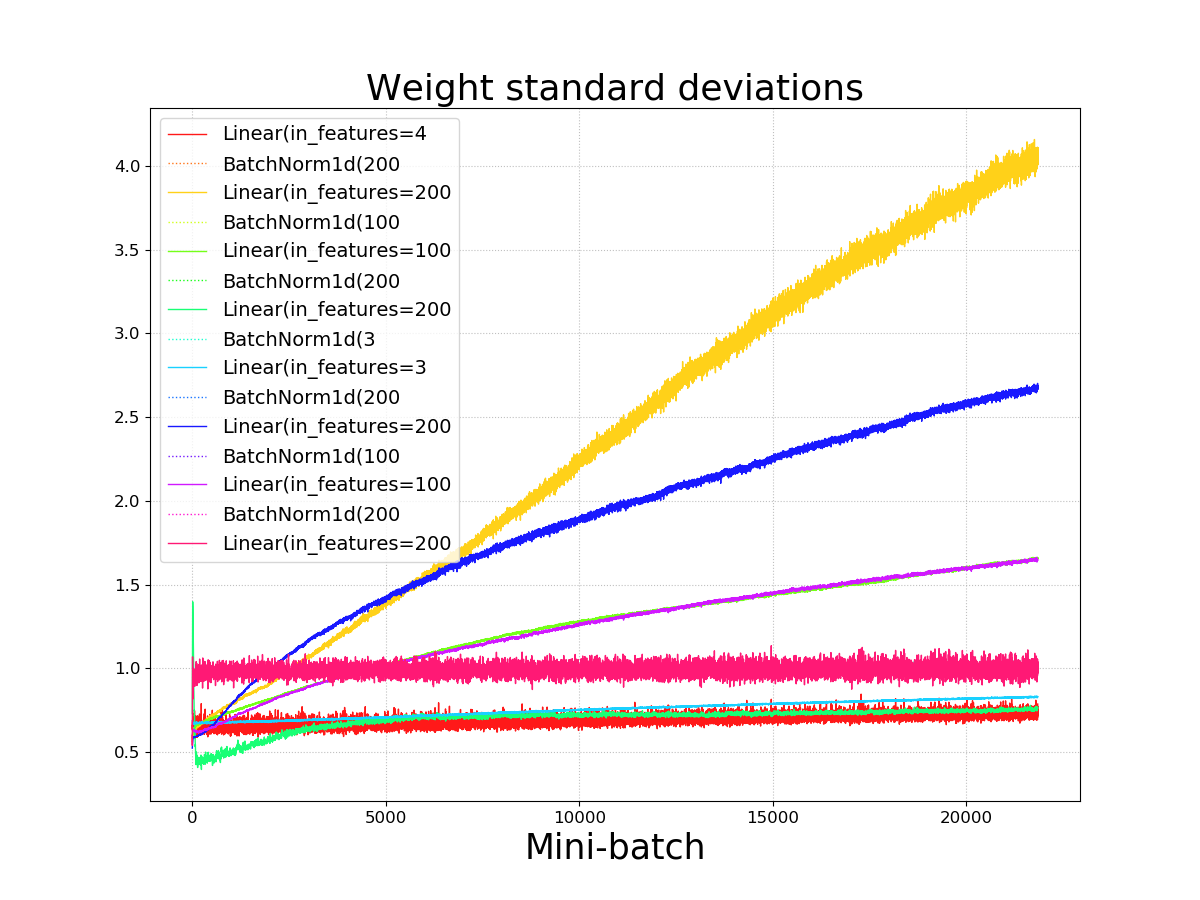 Weight standard deviations
Linear(in_features=4
BatchNorm1d(200
Linear(in_features=200
BatchNorm1d(100
Linear(in_features=100
BatchNorm1d(200
Linear(in_features=200
BatchNorm1d(3
Linear(in_features=3
BatchNorm1d(200
Linear(in_features=200
BatchNorm1d(100
Linear(in_features=100
BatchNorm1d(200
Linear(in_features=200
4.0
3.5
3.0
2.5
2.0
1.5
1.0
0.5
0 5000 10000 15000 20000
Mini-batch